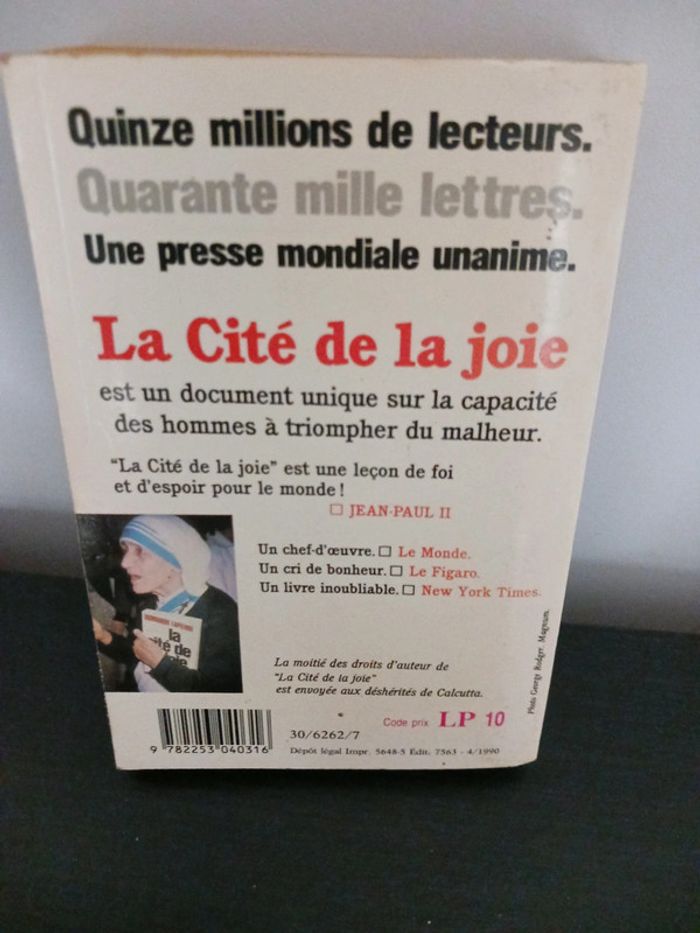 Quinze millions de lecteurs.
Quarante mille lettres.
Une presse mondiale unanime.
La Cité de la joie
est un document unique sur la capacité
des hommes à triompher du malheur.
"La Cité de la joie" est une leçon de foi
et d'espoir pour le monde !
☐ JEAN-PAUL II
Un chef-d'œuvre. ☐ Le Monde.
Un cri de bonheur. ☐ Le Figaro.
Un livre inoubliable. ☐ New York Times.
DOMINIQUE LAPIERRE
la
cité de
joie
La moitié des droits d'auteur de
"La Cité de la joie"
est envoyée aux déshérités de Calcutta.
Photo George Rodger. Magnum.
Code prix LP 10
30/6262/7
9 782253 040316
Dépôt légal Impr. 5648-5 Edit. 7563 - 4/1990